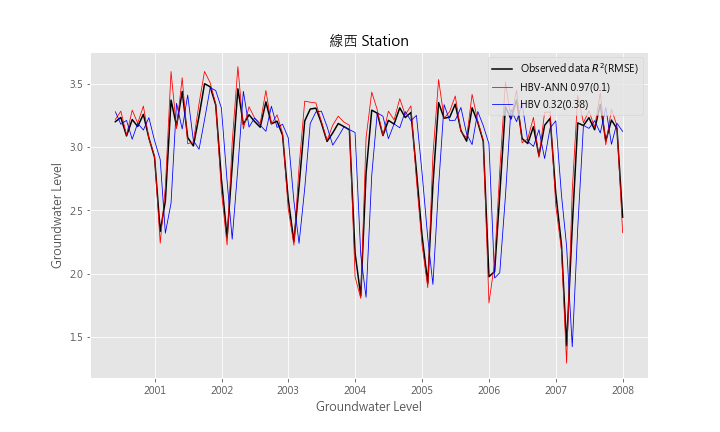 線西 Station
Observed data R²(RMSE)
HBV-ANN 0.97(0.1)
HBV 0.32(0.38)
Groundwater Level
3.5
3.0
2.5
2.0
1.5
2001 2002 2003 2004 2005 2006 2007 2008
Groundwater Level